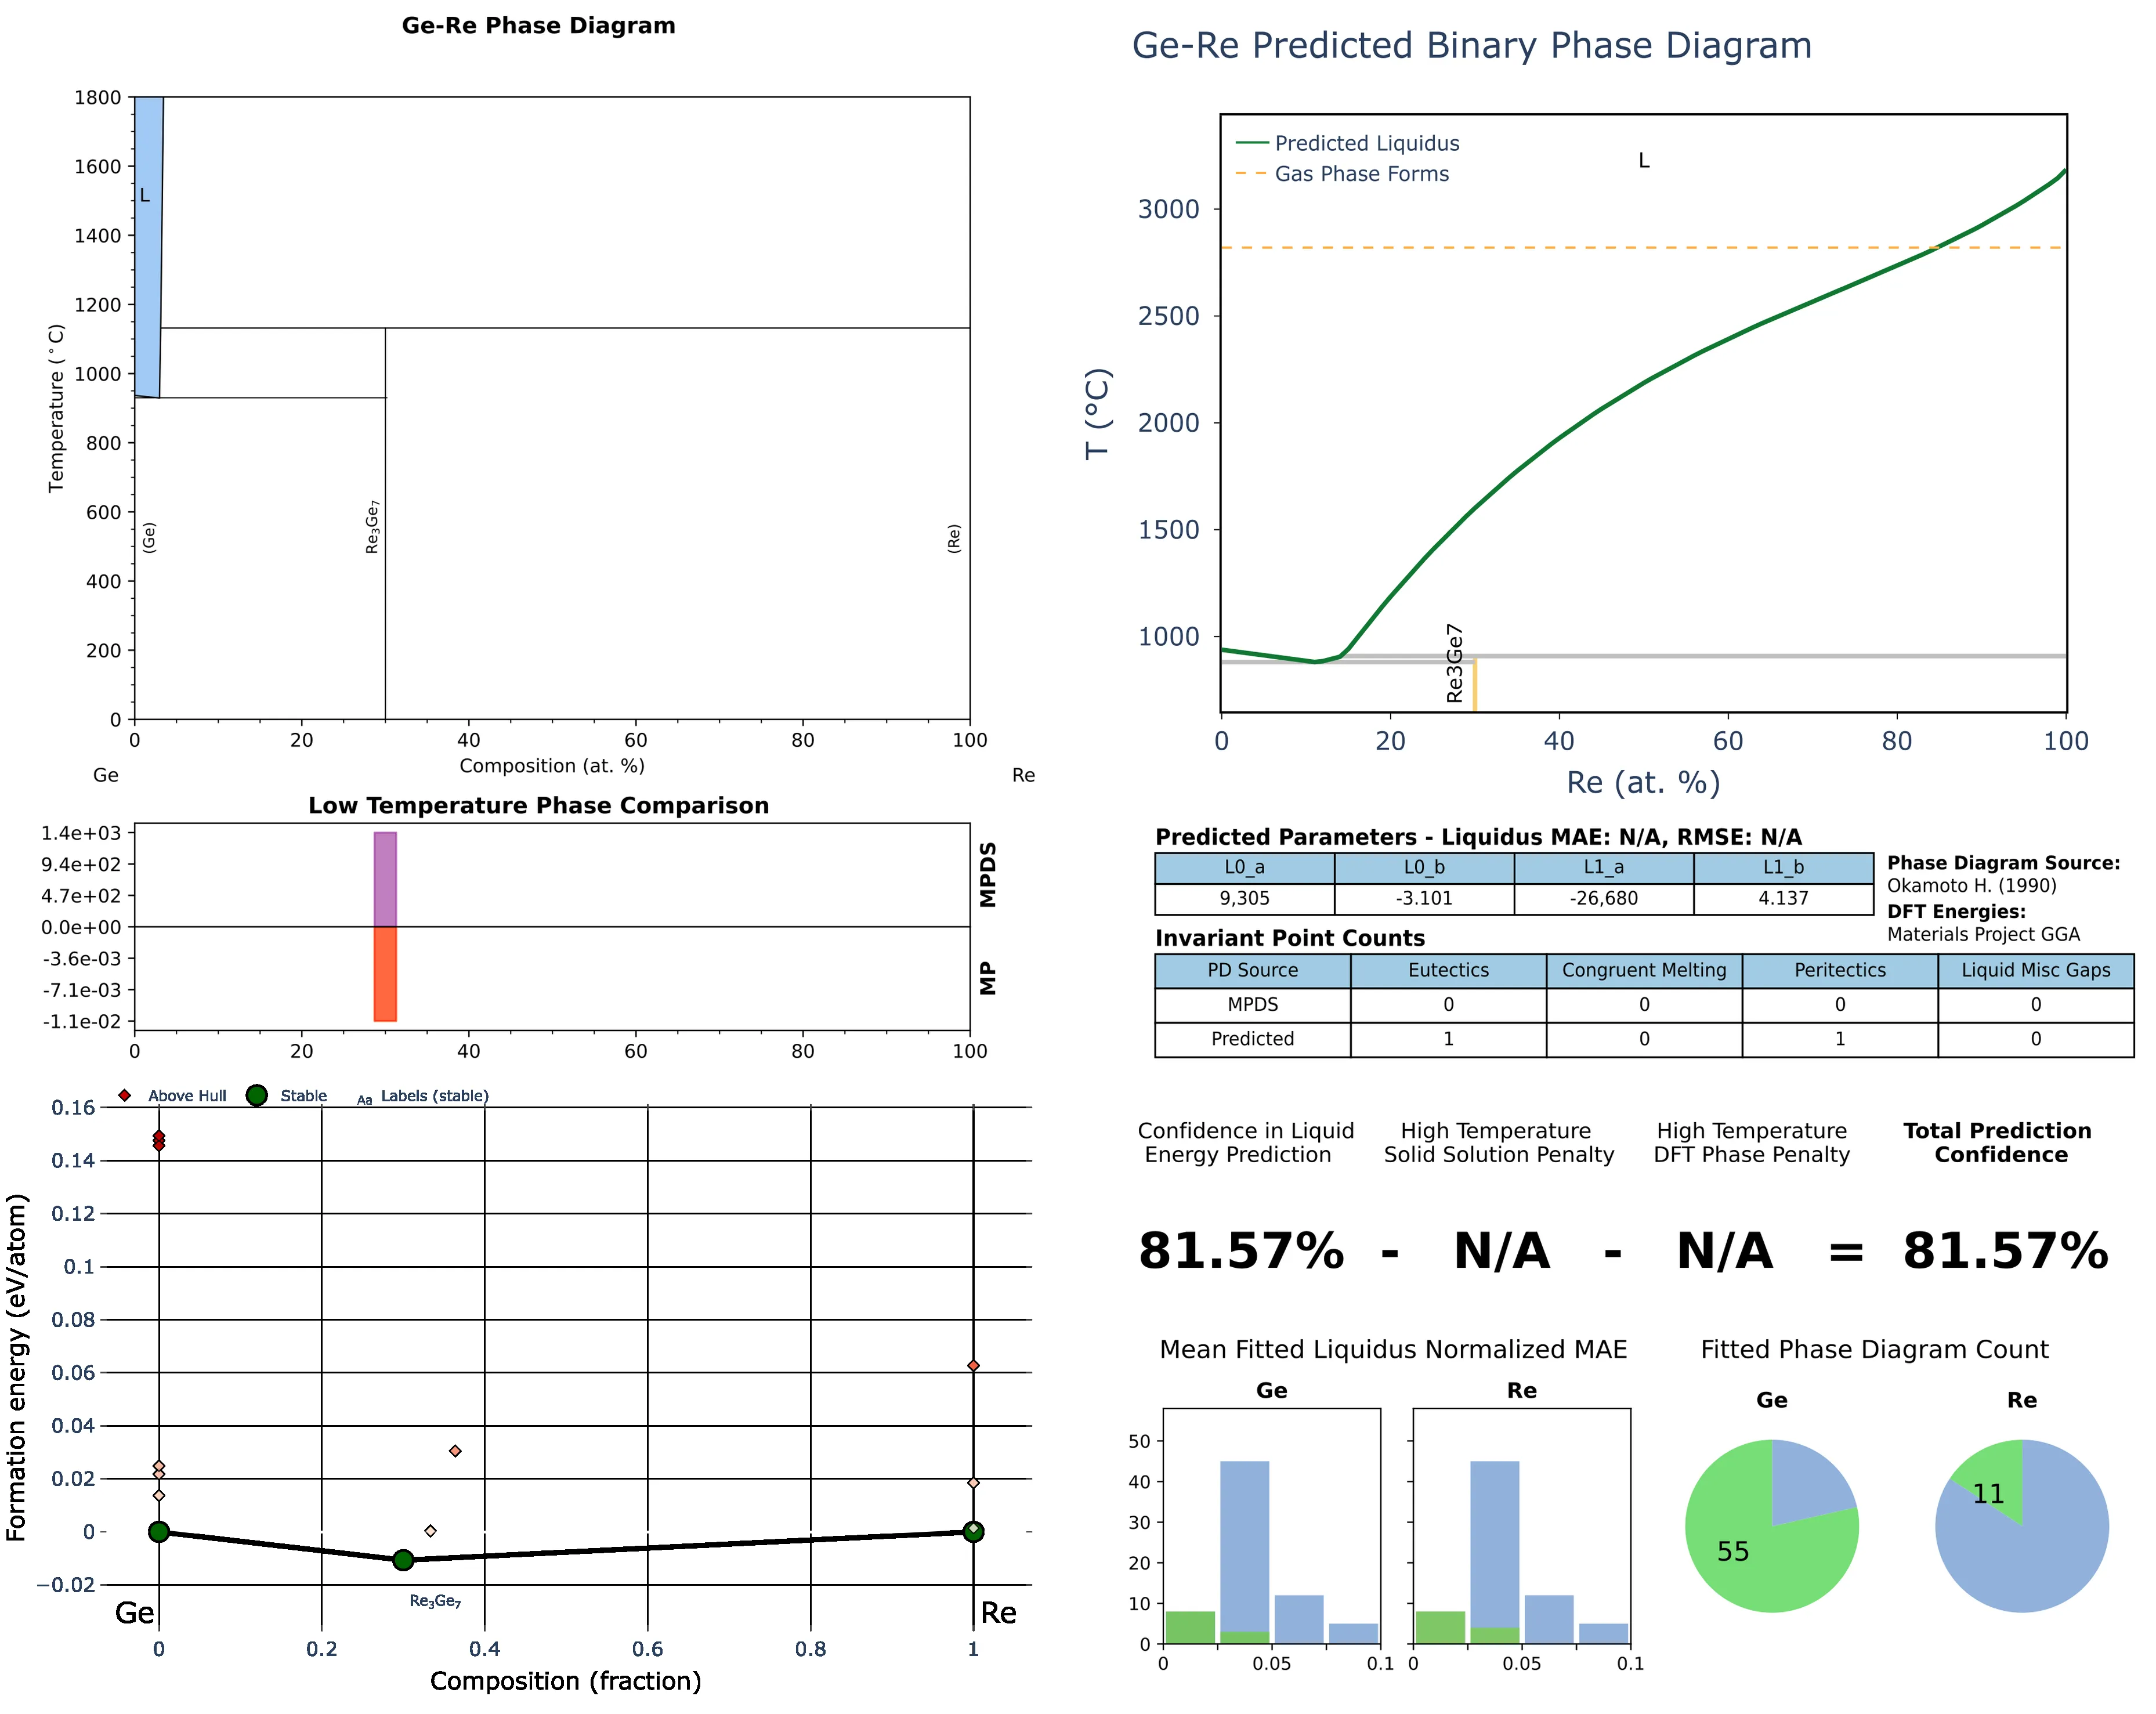 Ge-Re Phase Diagram
1800
1600
1400
1200
1000
800
600
400
200
0
Temperature (°C)
L
(Ge)
Re3Ge7
(Re)
0 20 40 60 80 100
Composition (at. %)
Ge Re
Low Temperature Phase Comparison
1.4e+03
9.4e+02
4.7e+02
0.0e+00
-3.6e-03
-7.1e-03
-1.1e-02
MPDS
MP
0 20 40 60 80 100
Above Hull Stable Aa Labels (stable)
0.16
0.14
0.12
0.1
0.08
0.06
0.04
0.02
0
−0.02
Formation energy (eV/atom)
Re3Ge7
Ge Re
0 0.2 0.4 0.6 0.8 1
Composition (fraction)
Ge-Re Predicted Binary Phase Diagram
Predicted Liquidus
Gas Phase Forms
L
3000
2500
2000
1500
1000
T (°C)
Re3Ge7
0 20 40 60 80 100
Re (at. %)
Predicted Parameters - Liquidus MAE: N/A, RMSE: N/A
L0_a L0_b L1_a L1_b
9,305 -3.101 -26,680 4.137
Phase Diagram Source:
Okamoto H. (1990)
DFT Energies:
Materials Project GGA
Invariant Point Counts
PD Source Eutectics Congruent Melting Peritectics Liquid Misc Gaps
MPDS 0 0 0 0
Predicted 1 0 1 0
Confidence in Liquid
Energy Prediction
High Temperature
Solid Solution Penalty
High Temperature
DFT Phase Penalty
Total Prediction
Confidence
81.57% - N/A - N/A = 81.57%
Mean Fitted Liquidus Normalized MAE
Ge Re
50
40
30
20
10
0
0 0.05 0.1 0 0.05 0.1
Fitted Phase Diagram Count
Ge Re
55
11